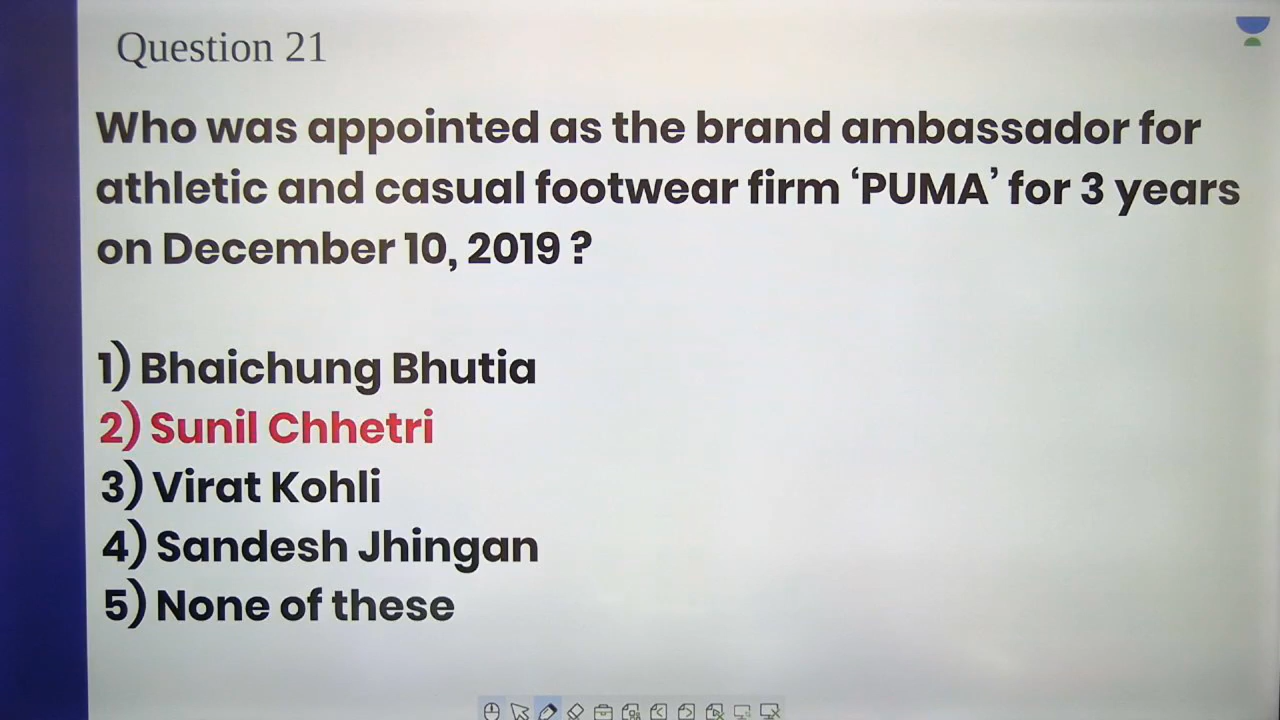 Question 21
Who was appointed as the brand ambassador for
athletic and casual footwear firm ‘PUMA’ for 3 years
on December 10, 2019 ?
1) Bhaichung Bhutia
2) Sunil Chhetri
3) Virat Kohli
4) Sandesh Jhingan
5) None of these